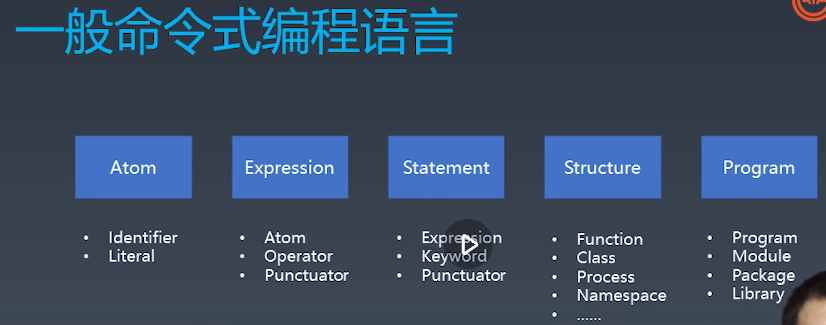 一般命令式编程语言
Atom
Expression
Statement
Structure
Program
• Identifier
• Literal
• Atom
• Operator
• Punctuator
• Expression
• Keyword
• Punctuator
• Function
• Class
• Process
• Namespace
• ......
• Program
• Module
• Package
• Library